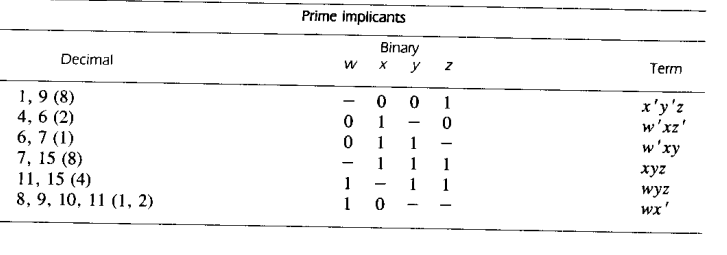 Prime implicants
Decimal Binary Term
w x y z
1, 9 (8) – 0 0 1 x'y'z
4, 6 (2) 0 1 – 0 w'xz'
6, 7 (1) 0 1 1 – w'xy
7, 15 (8) – 1 1 1 xyz
11, 15 (4) 1 – 1 1 wyz
8, 9, 10, 11 (1, 2) 1 0 – – wx'